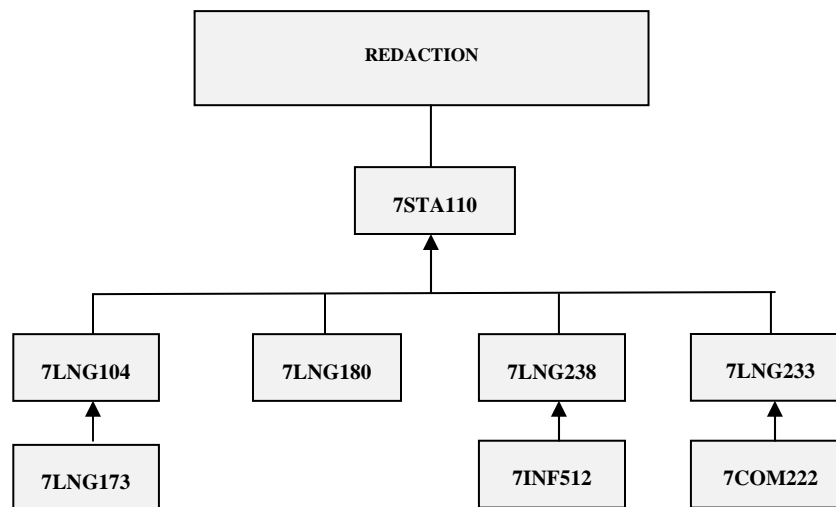 REDACTION
7STA110
7LNG104
7LNG180
7LNG238
7LNG233
7LNG173
7INF512
7COM222